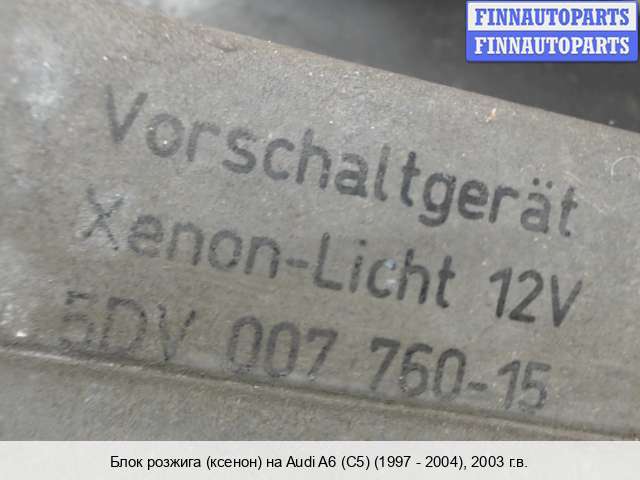 FINNAUTOPARTS
FINNAUTOPARTS
Vorschaltgerät
Xenon-Licht 12V
5DV 007 760-15
Блок розжига (ксенон) на Audi A6 (C5) (1997 - 2004), 2003 г.в.